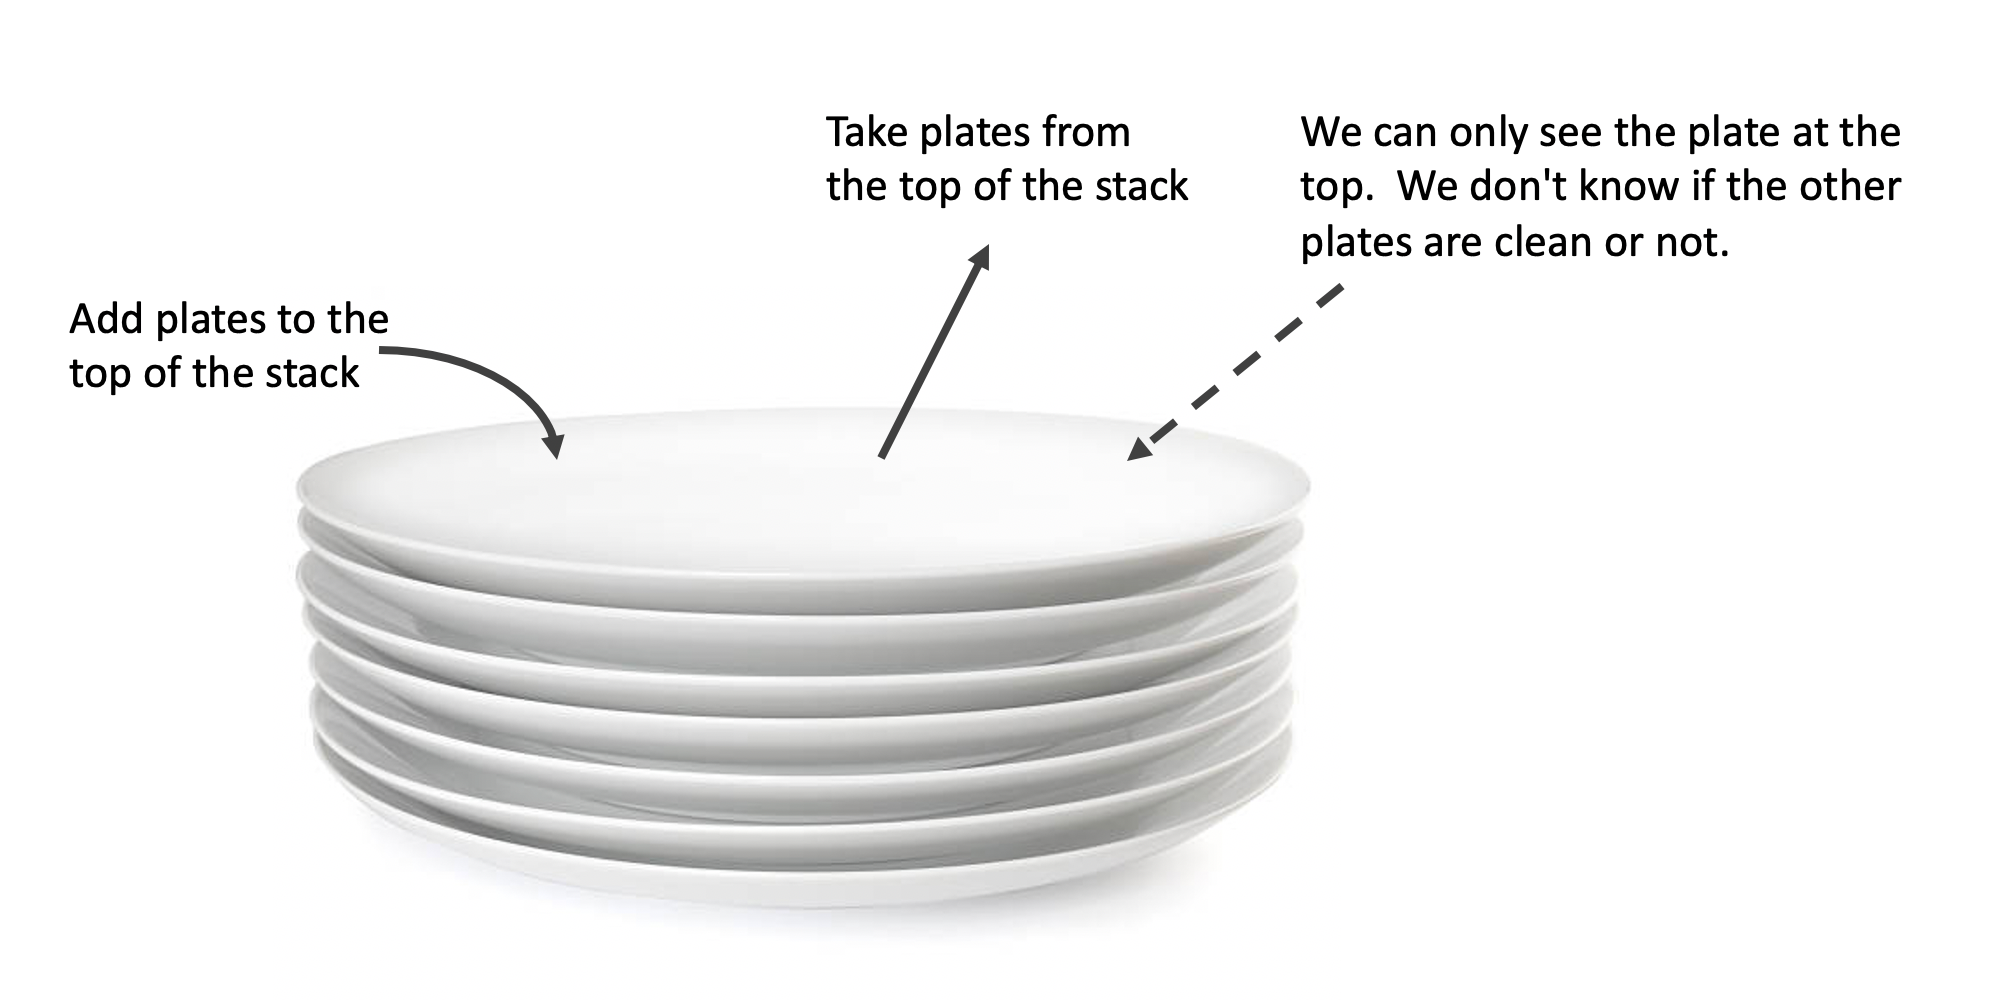 Take plates from
the top of the stack
We can only see the plate at the
top.  We don't know if the other
plates are clean or not.
Add plates to the
top of the stack